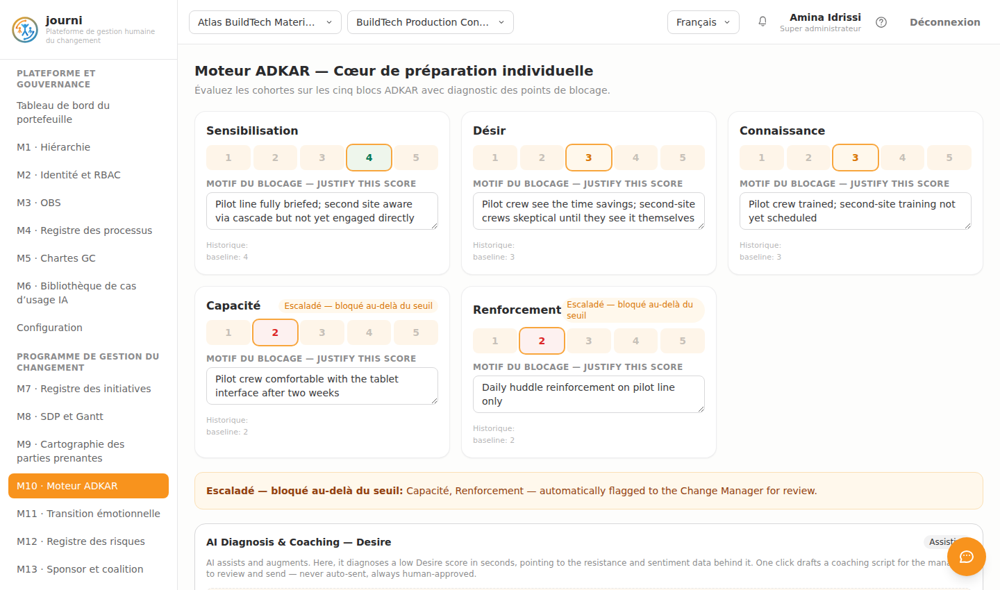 journi
Plateforme de gestion humaine
du changement
PLATEFORME ET
GOUVERNANCE
Tableau de bord du
portefeuille
M1 · Hiérarchie
M2 · Identité et RBAC
M3 · OBS
M4 · Registre des processus
M5 · Chartes GC
M6 · Bibliothèque de cas
d’usage IA
Configuration
PROGRAMME DE GESTION DU
CHANGEMENT
M7 · Registre des initiatives
M8 · SDP et Gantt
M9 · Cartographie des
parties prenantes
M10 · Moteur ADKAR
M11 · Transition émotionnelle
M12 · Registre des risques
M13 · Sponsor et coalition
Atlas BuildTech Materi...
BuildTech Production Con...
Français
Amina Idrissi
Super administrateur
Déconnexion
Moteur ADKAR — Cœur de préparation individuelle
Évaluez les cohortes sur les cinq blocs ADKAR avec diagnostic des points de blocage.
Sensibilisation
1 2 3 4 5
MOTIF DU BLOCAGE — JUSTIFY THIS SCORE
Pilot line fully briefed; second site aware
via cascade but not yet engaged directly
Historique:
baseline: 4
Désir
1 2 3 4 5
MOTIF DU BLOCAGE — JUSTIFY THIS SCORE
Pilot crew see the time savings; second-site
crews skeptical until they see it themselves
Historique:
baseline: 3
Connaissance
1 2 3 4 5
MOTIF DU BLOCAGE — JUSTIFY THIS SCORE
Pilot crew trained; second-site training not
yet scheduled
Historique:
baseline: 3
Capacité
Escaladé — bloqué au-delà du seuil
1 2 3 4 5
MOTIF DU BLOCAGE — JUSTIFY THIS SCORE
Pilot crew comfortable with the tablet
interface after two weeks
Historique:
baseline: 2
Renforcement
Escaladé — bloqué au-delà du
seuil
1 2 3 4 5
MOTIF DU BLOCAGE — JUSTIFY THIS SCORE
Daily huddle reinforcement on pilot line
only
Historique:
baseline: 2
Escaladé — bloqué au-delà du seuil: Capacité, Renforcement — automatically flagged to the Change Manager for review.
AI Diagnosis & Coaching — Desire
AI assists and augments. Here, it diagnoses a low Desire score in seconds, pointing to the resistance and sentiment data behind it. One click drafts a coaching script for the
to review and send — never auto-sent, always human-approved.